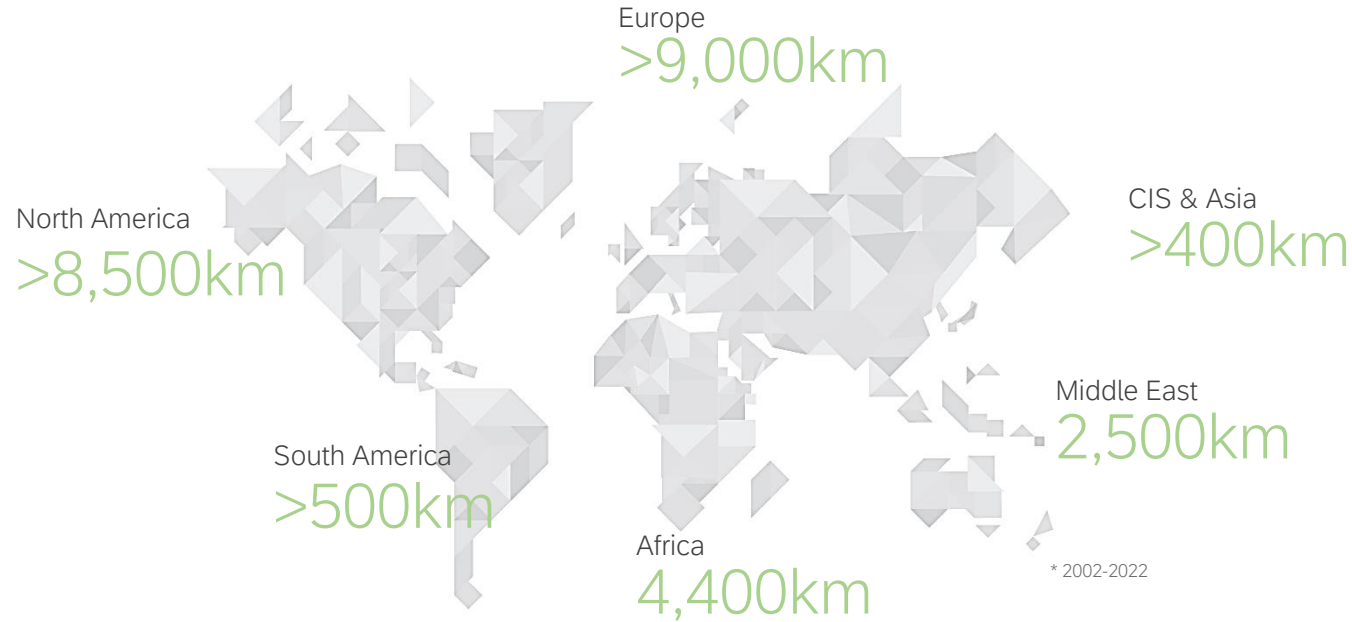 Europe
>9,000km
North America
>8,500km
CIS & Asia
>400km
Middle East
2,500km
South America
>500km
Africa
4,400km
* 2002-2022